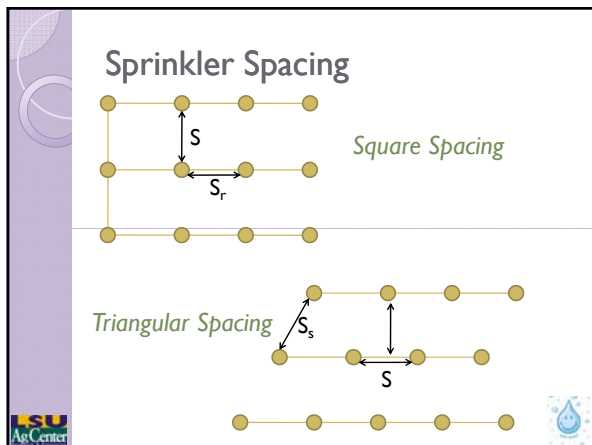 Sprinkler Spacing
S
Square Spacing
Sᵣ
Triangular Spacing
Sₛ
S
LSU
AgCenter